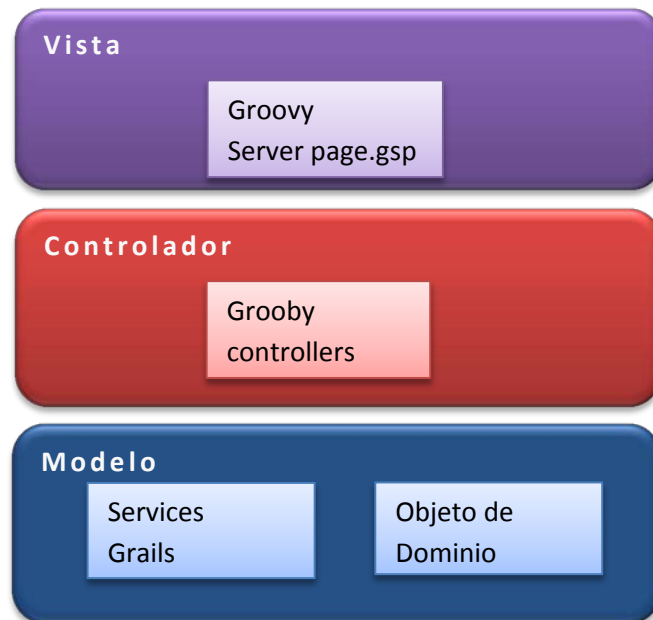 Vista
Groovy
Server page.gsp
Controlador
Grooby
controllers
Modelo
Services
Grails
Objeto de
Dominio